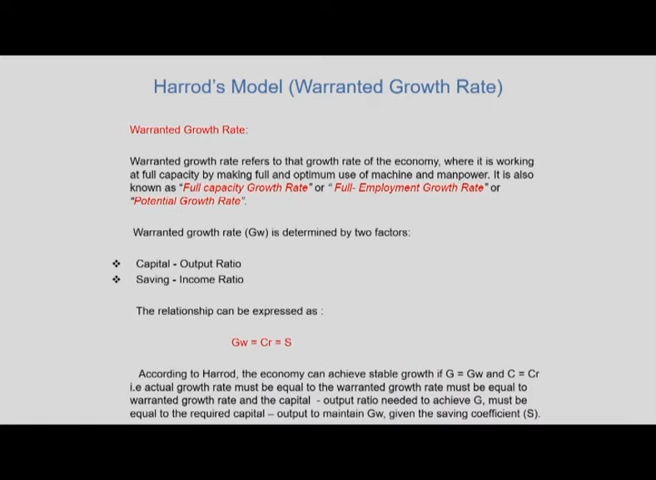 Harrod's Model (Warranted Growth Rate)
Warranted Growth Rate:
Warranted growth rate refers to that growth rate of the economy, where it is working
at full capacity by making full and optimum use of machine and manpower. It is also
known as "Full capacity Growth Rate" or " Full- Employment Growth Rate" or
"Potential Growth Rate".
Warranted growth rate (Gw) is determined by two factors:
❖ Capital - Output Ratio
❖ Saving - Income Ratio
The relationship can be expressed as :
Gw = Cr = S
According to Harrod, the economy can achieve stable growth if G = Gw and C = Cr
i.e actual growth rate must be equal to the warranted growth rate must be equal to
warranted growth rate and the capital - output ratio needed to achieve G, must be
equal to the required capital – output to maintain Gw, given the saving coefficient (S).